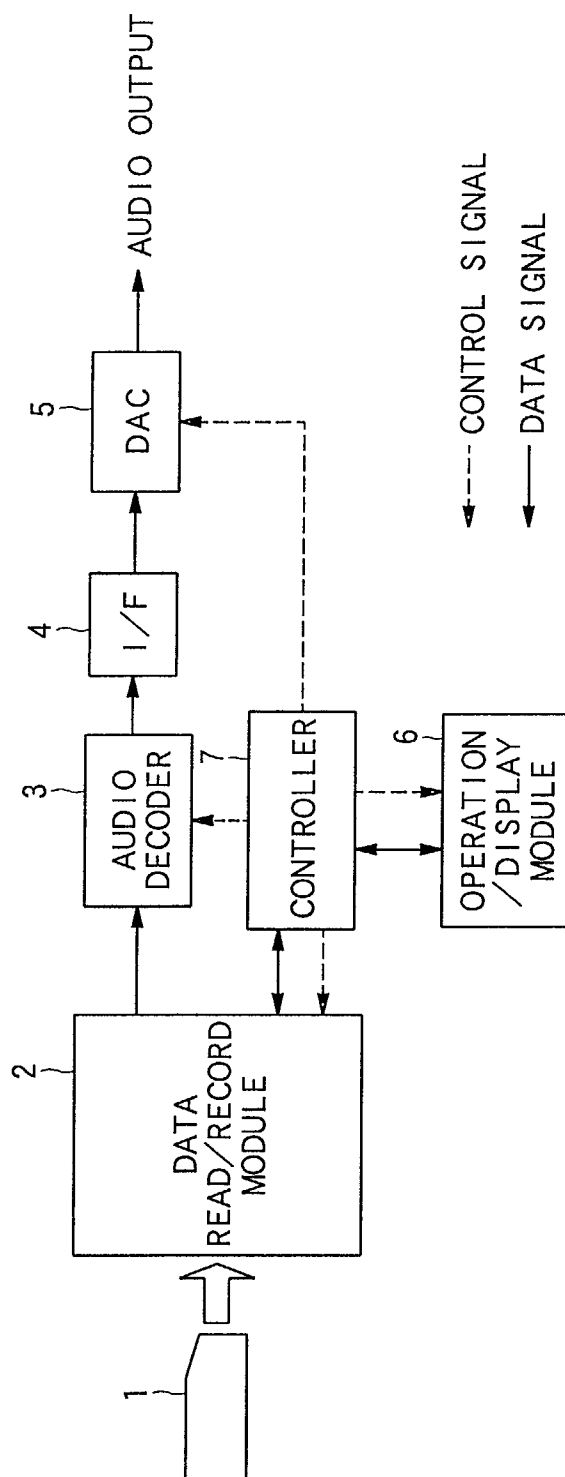 1
2
DATA
READ/RECORD
MODULE
3
AUDIO
DECODER
4
I/F
5
DAC
AUDIO OUTPUT
7
CONTROLLER
6
OPERATION
/DISPLAY
MODULE
CONTROL SIGNAL
DATA SIGNAL